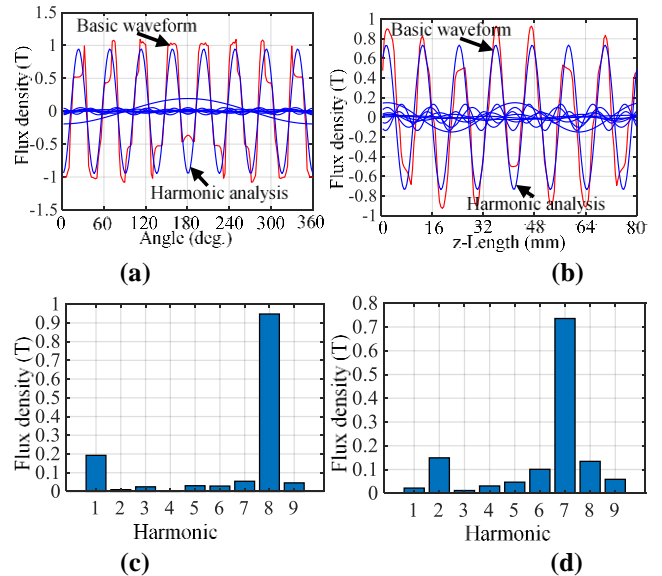 Basic waveform
Flux density (T)
1.5
1
0.5
0
-0.5
-1
-1.5
Harmonic analysis
0 60 120 180 240 300 360
Angle (deg.)
(a)
Basic waveform
Flux density (T)
1
0.8
0.6
0.4
0.2
0
-0.2
-0.4
-0.6
-0.8
-1
Harmonic analysis
0 16 32 48 64 80
z-Length (mm)
(b)
Flux density (T)
1
0.9
0.8
0.7
0.6
0.5
0.4
0.3
0.2
0.1
0
1 2 3 4 5 6 7 8 9
Harmonic
(c)
Flux density (T)
0.8
0.7
0.6
0.5
0.4
0.3
0.2
0.1
0
1 2 3 4 5 6 7 8 9
Harmonic
(d)